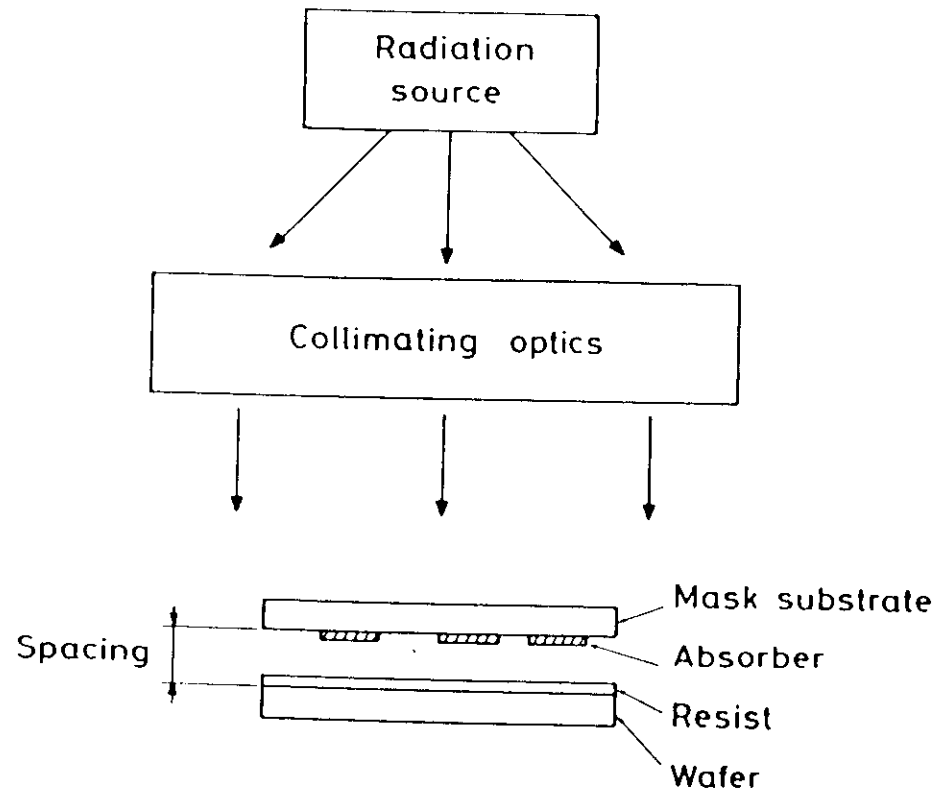 Radiation
source
Collimating optics
Mask substrate
Spacing
Absorber
Resist
Wafer